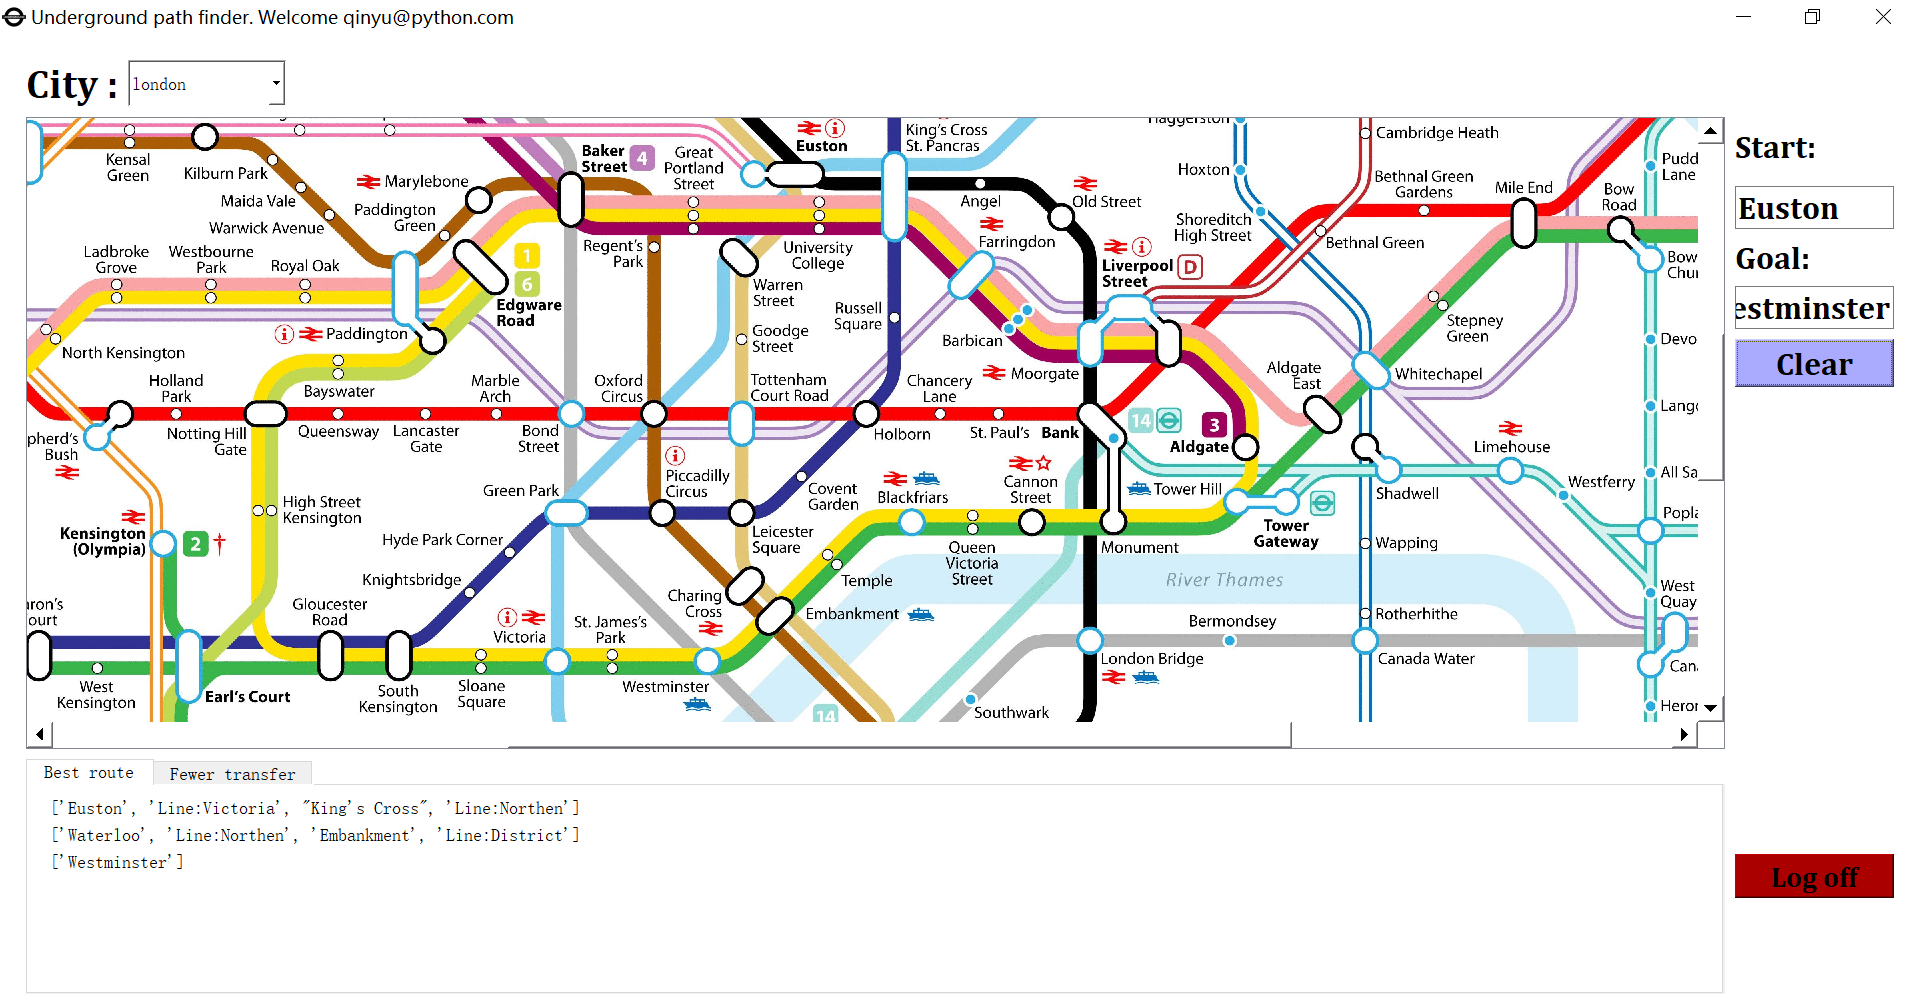 Underground path finder. Welcome qinyu@python.com
City :
london
Start:
Euston
Goal:
estminster
Clear
Log off
Kensal
Green
Kilburn Park
Maida Vale
Warwick Avenue
Marylebone
Paddington
Green
Baker
Street
4
Great
Portland
Street
Euston
King's Cross
St. Pancras
Angel
Old Street
Farringdon
Haggerston
Hoxton
Shoreditch
High Street
Cambridge Heath
Bethnal Green
Gardens
Bethnal Green
Mile End
Bow
Road
Pudd
Lane
Bow
Chur
Ladbroke
Grove
Westbourne
Park
Royal Oak
1
6
Edgware
Road
Regent's
Park
University
College
Warren
Street
Goodge
Street
Russell
Square
Barbican
Moorgate
Liverpool
Street
D
Stepney
Green
Devo
North Kensington
Paddington
Bayswater
Holland
Park
Notting Hill
Gate
Queensway
Lancaster
Gate
Marble
Arch
Bond
Street
Oxford
Circus
Tottenham
Court Road
Holborn
Chancery
Lane
St. Paul's
Bank
14
3
Aldgate
Aldgate
East
Whitechapel
Limehouse
Lang
pherd's
Bush
High Street
Kensington
Green Park
Piccadilly
Circus
Covent
Garden
Leicester
Square
Blackfriars
Cannon
Street
Tower Hill
Tower
Gateway
Shadwell
Westferry
All Sa
Popla
Kensington
(Olympia)
2
Hyde Park Corner
Knightsbridge
Charing
Cross
Temple
Embankment
Queen
Victoria
Street
Monument
River Thames
Wapping
Rotherhithe
West
Quay
ron's
ourt
Gloucester
Road
Victoria
St. James's
Park
Bermondsey
London Bridge
Canada Water
Can
West
Kensington
Earl's Court
South
Kensington
Sloane
Square
Westminster
14
Southwark
Heror
Best route
Fewer transfer
['Euston', 'Line:Victoria', "King's Cross", 'Line:Northen']
['Waterloo', 'Line:Northen', 'Embankment', 'Line:District']
['Westminster']